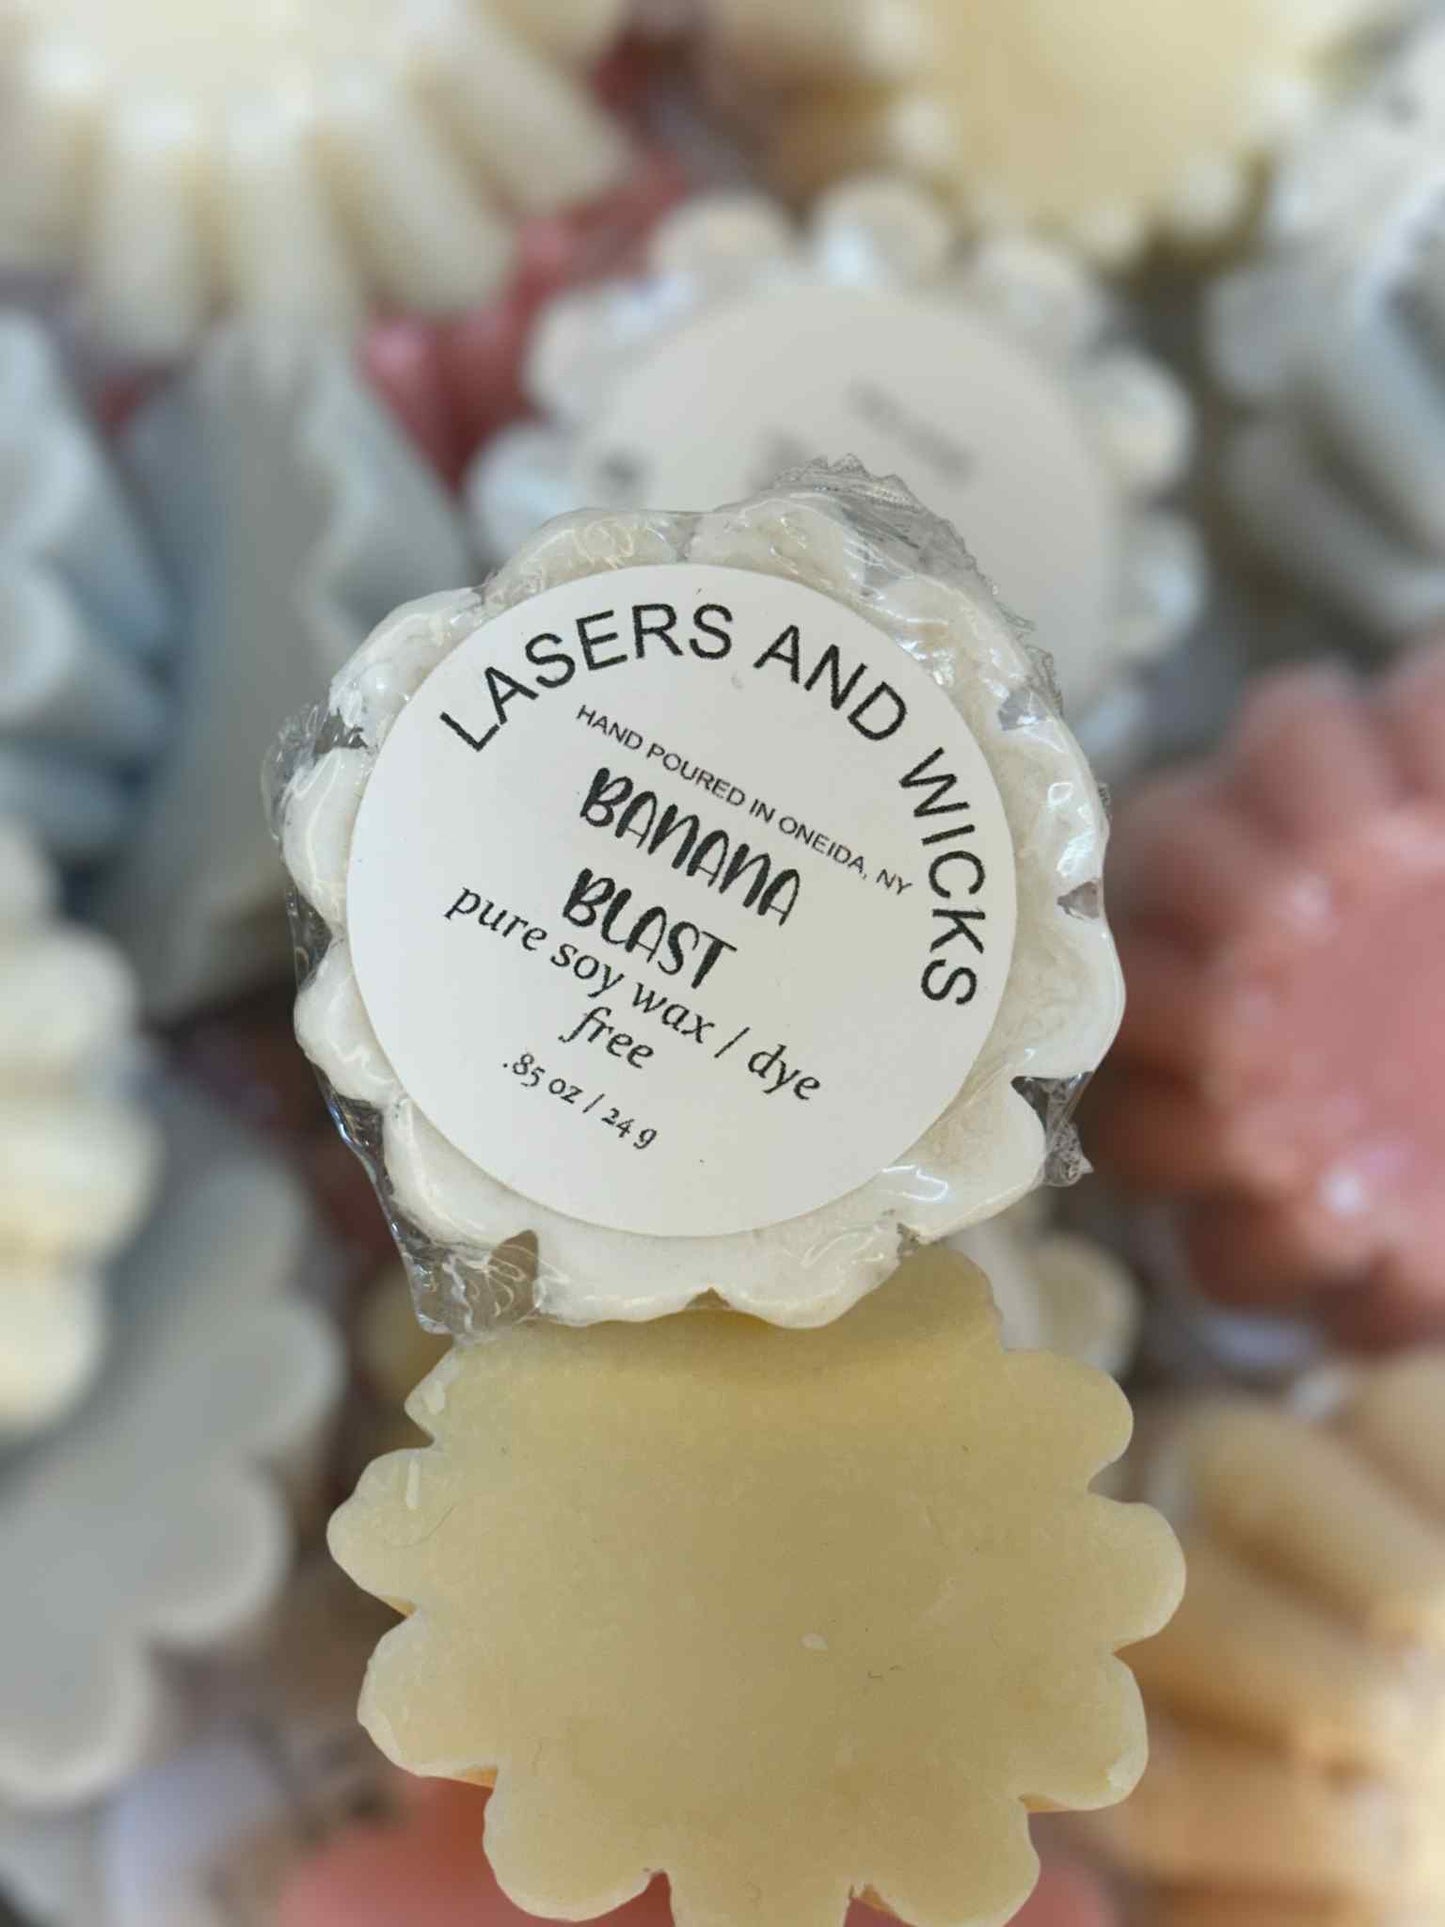 LASERS AND WICKS
HAND POURED IN ONEIDA, NY
BANANA
BLAST
pure soy wax / dye
free
.85 oz / 24 g